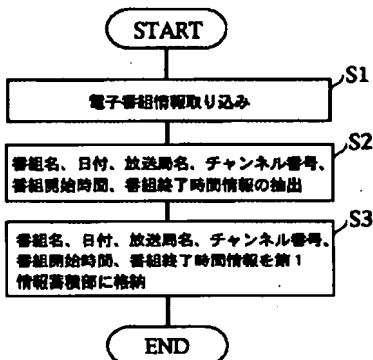 START
S1
電子番組情報取り込み
S2
番組名、日付、放送局名、チャンネル番号、
番組開始時間、番組終了時間情報の抽出
S3
番組名、日付、放送局名、チャンネル番号、
番組開始時間、番組終了時間情報を第1
情報蓄積部に格納
END